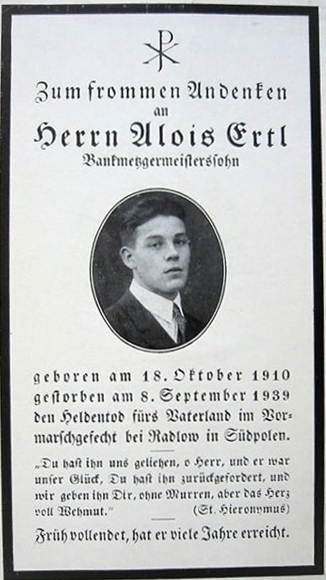 Zum frommen Andenken
an
Herrn Alois Ertl
Bankmetzgermeisterssohn
geboren am 18. Oktober 1910
gestorben am 8. September 1939
den Heldentod fürs Vaterland im Vor-
marschgefecht bei Radlow in Südpolen.
„Du hast ihn uns geliehen, o Herr, und er war
unser Glück, Du hast ihn zurückgefordert, und
wir geben ihn Dir, ohne Murren, aber das Herz
voll Wehmut.“ (St. Hieronymus)
Früh vollendet, hat er viele Jahre erreicht.